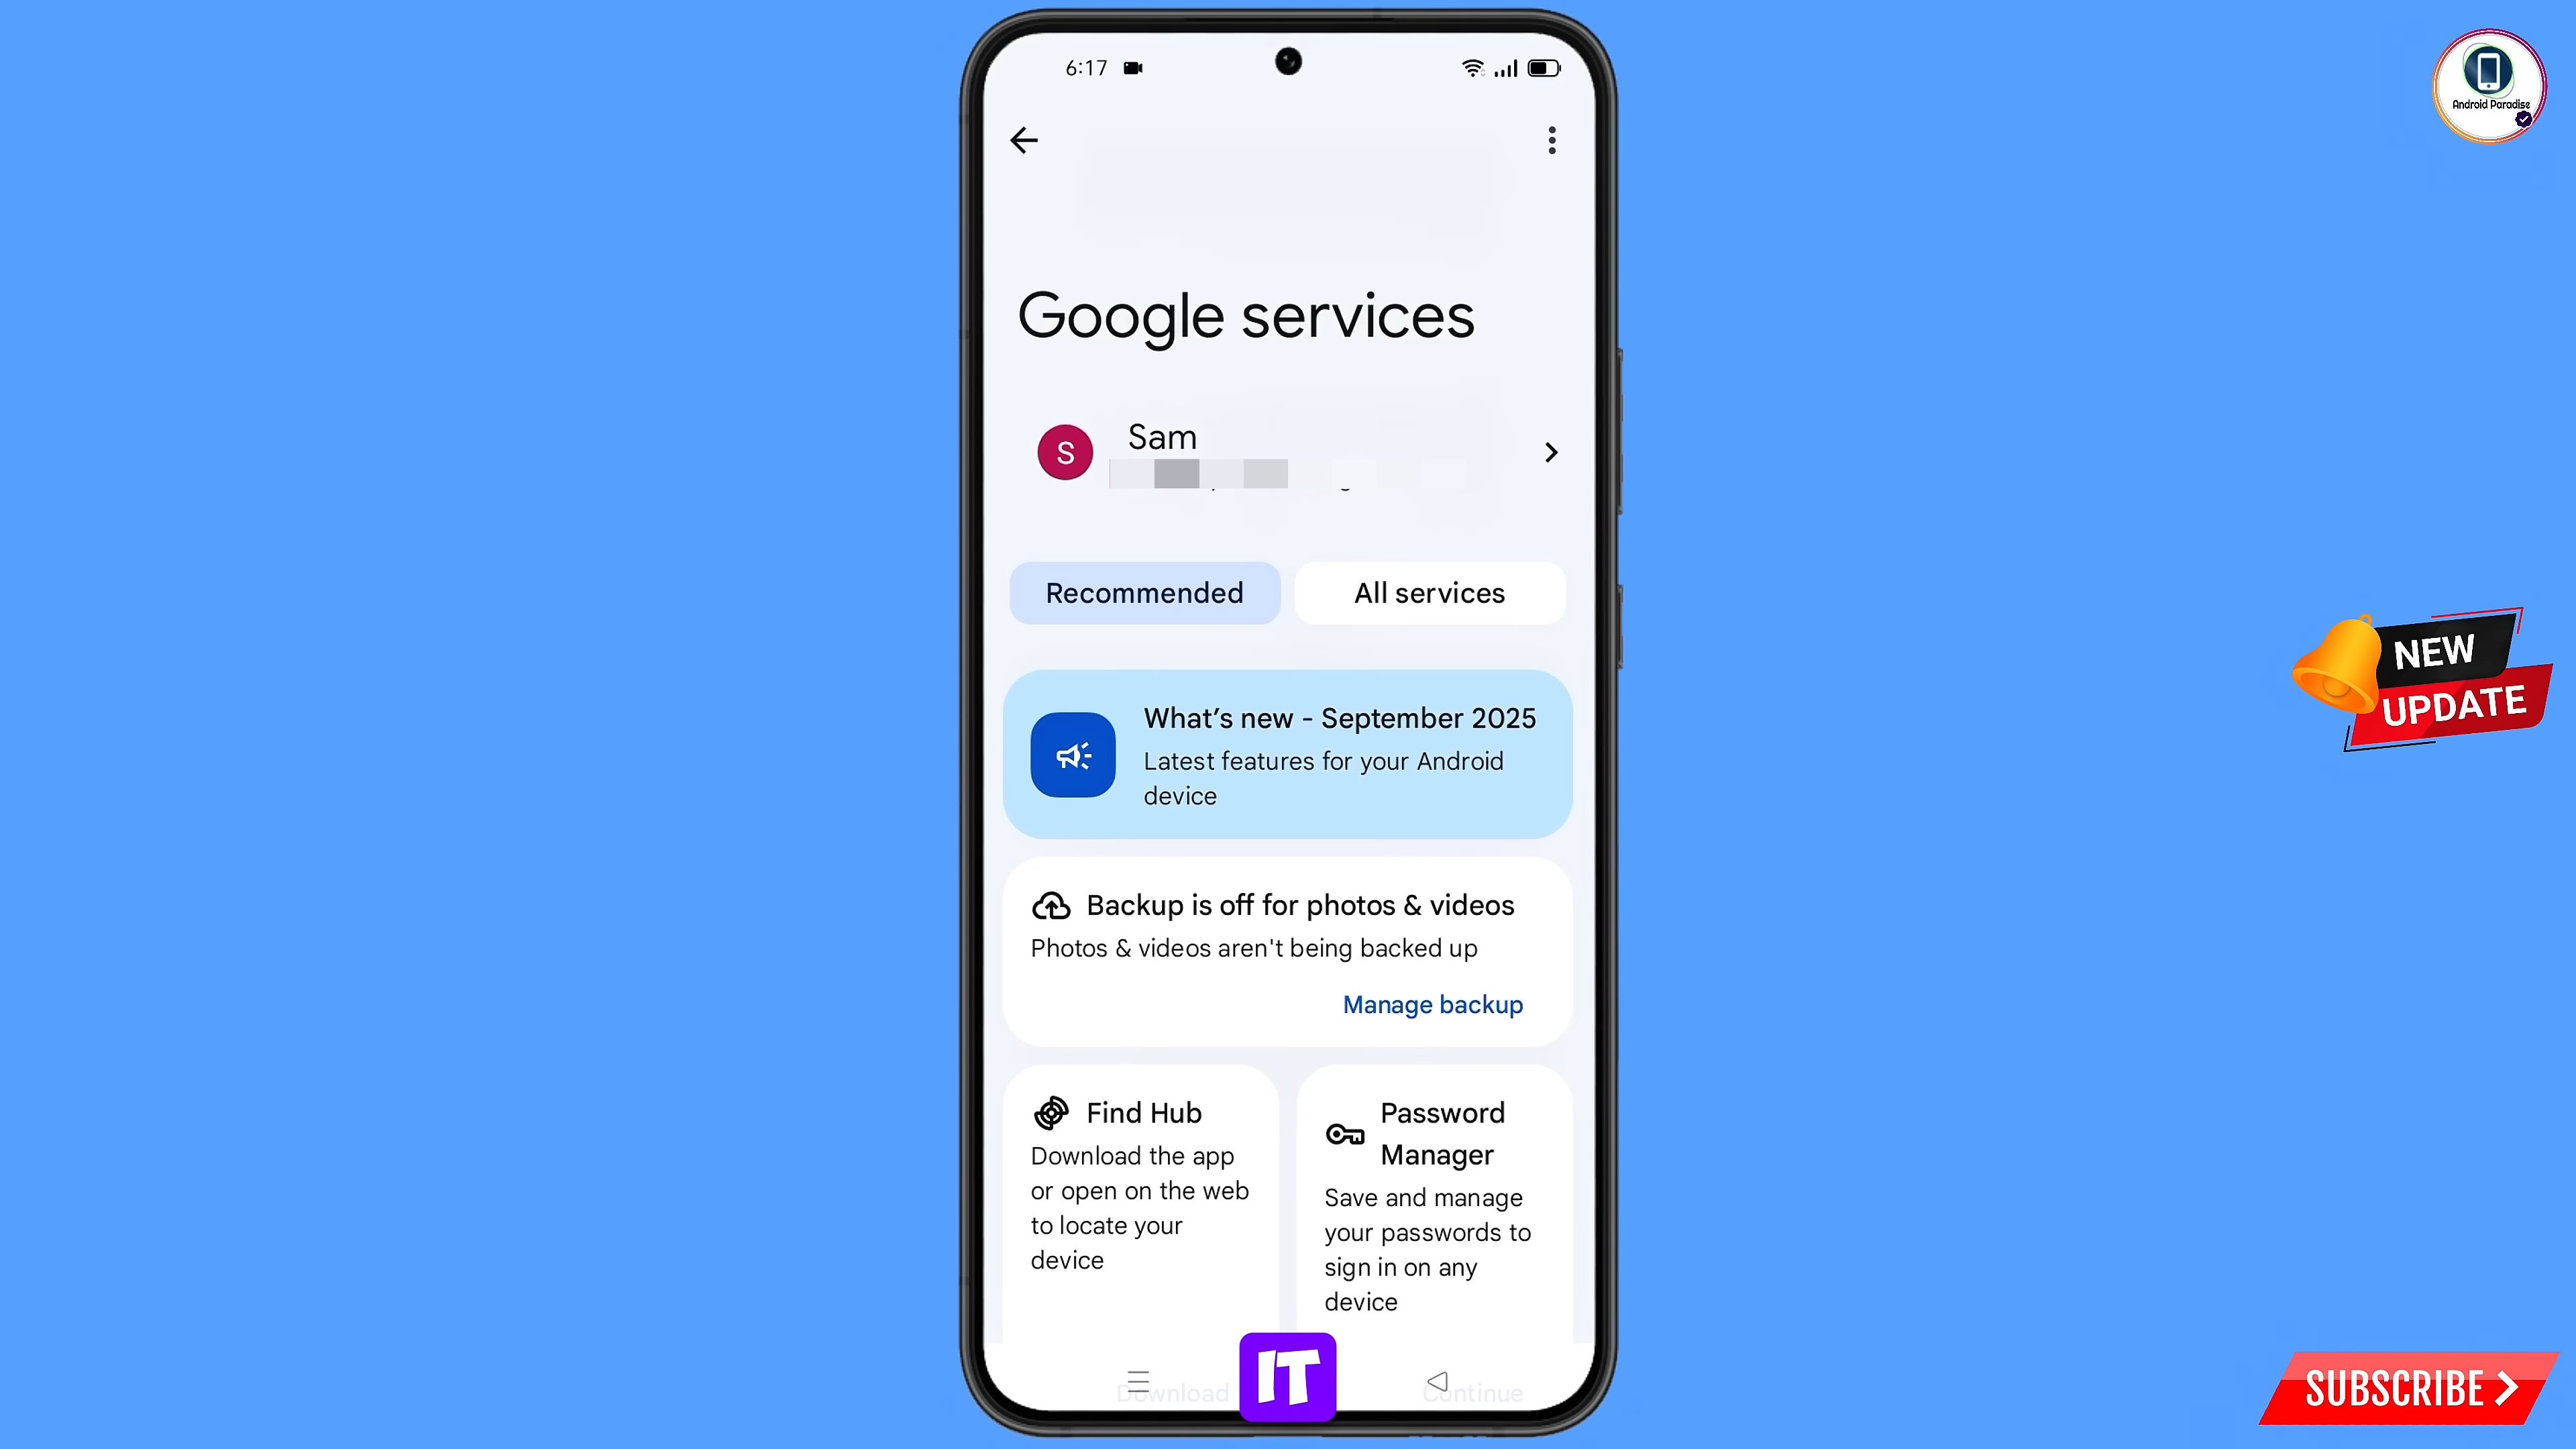 6:17
Android Paradise
Google services
S
Sam
Recommended
All services
What's new - September 2025
Latest features for your Android
device
NEW
UPDATE
Backup is off for photos & videos
Photos & videos aren't being backed up
Manage backup
Find Hub
Download the app
or open on the web
to locate your
device
Password
Manager
Save and manage
your passwords to
sign in on any
device
Download
IT
Continue
SUBSCRIBE